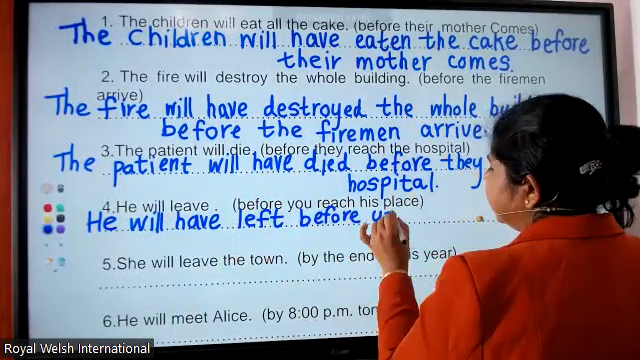 1. The children will eat all the cake. (before their mother Comes)
The Children will have eaten the cake before
their mother comes.
2. The fire will destroy the whole building. (before the firemen
arrive)
The fire will have destroyed the whole
before the firemen arrive
3.The patient will die. (before they reach the hospital)
The patient will have died before they
hospital.
4.He will leave . (before you reach his place)
He will have left before
5.She will leave the town. (by the end is year)
6.He will meet Alice. (by 8:00 p.m.
Royal Welsh International